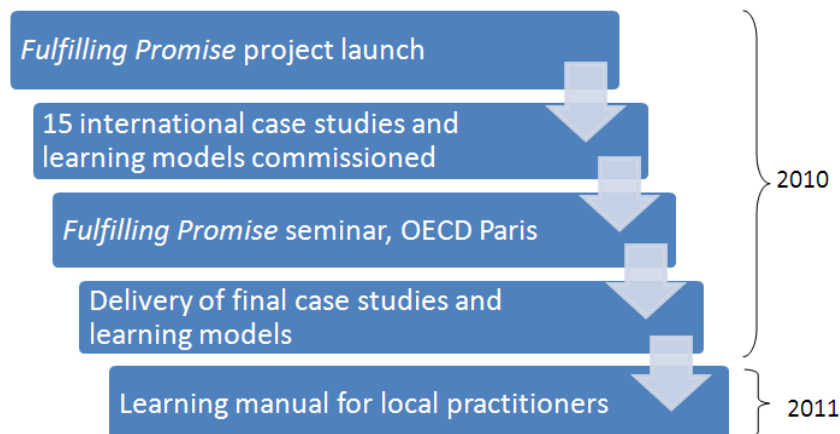 Fulfilling Promise project launch
15 international case studies and
learning models commissioned
Fulfilling Promise seminar, OECD Paris
Delivery of final case studies and
learning models
2010
Learning manual for local practitioners
2011